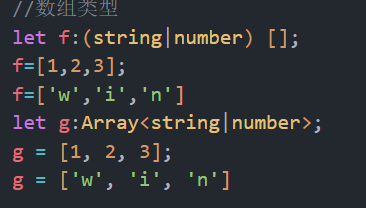 //数组类型
let f:(string|number) [];
f=[1,2,3];
f=['w','i','n']
let g:Array<string|number>;
g = [1, 2, 3];
g = ['w', 'i', 'n']